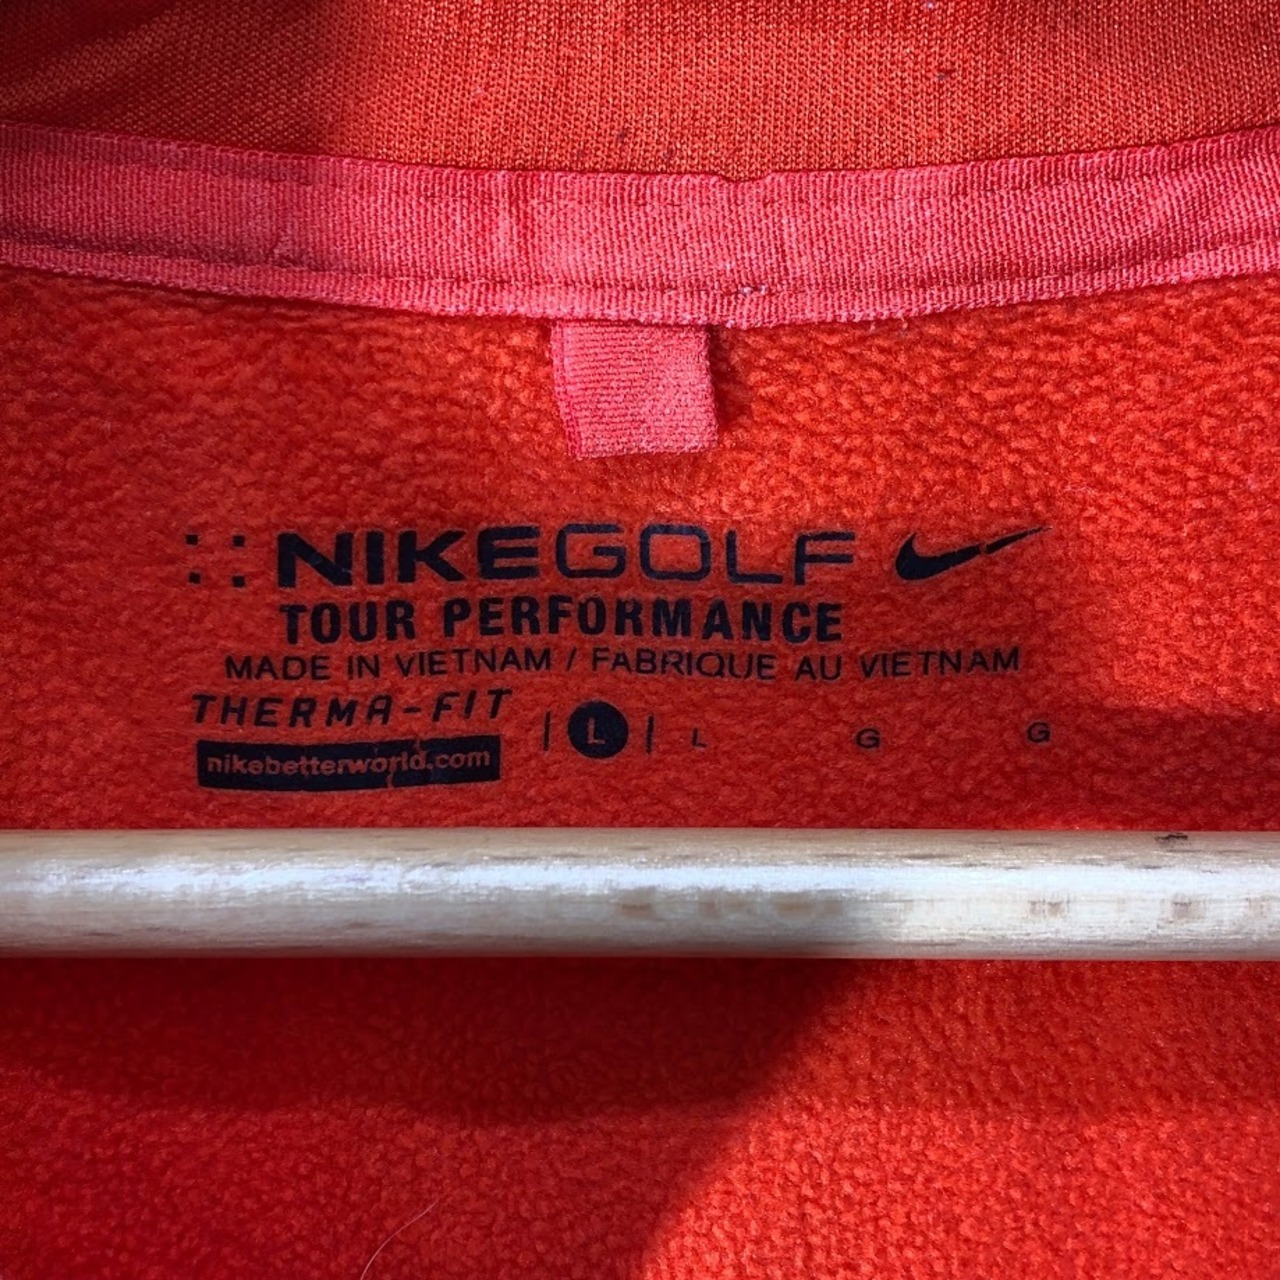 NIKEGOLF
TOUR PERFORMANCE
MADE IN VIETNAM / FABRIQUE AU VIETNAM
THERMA-FIT
| L | L G G
nikebetterworld.com